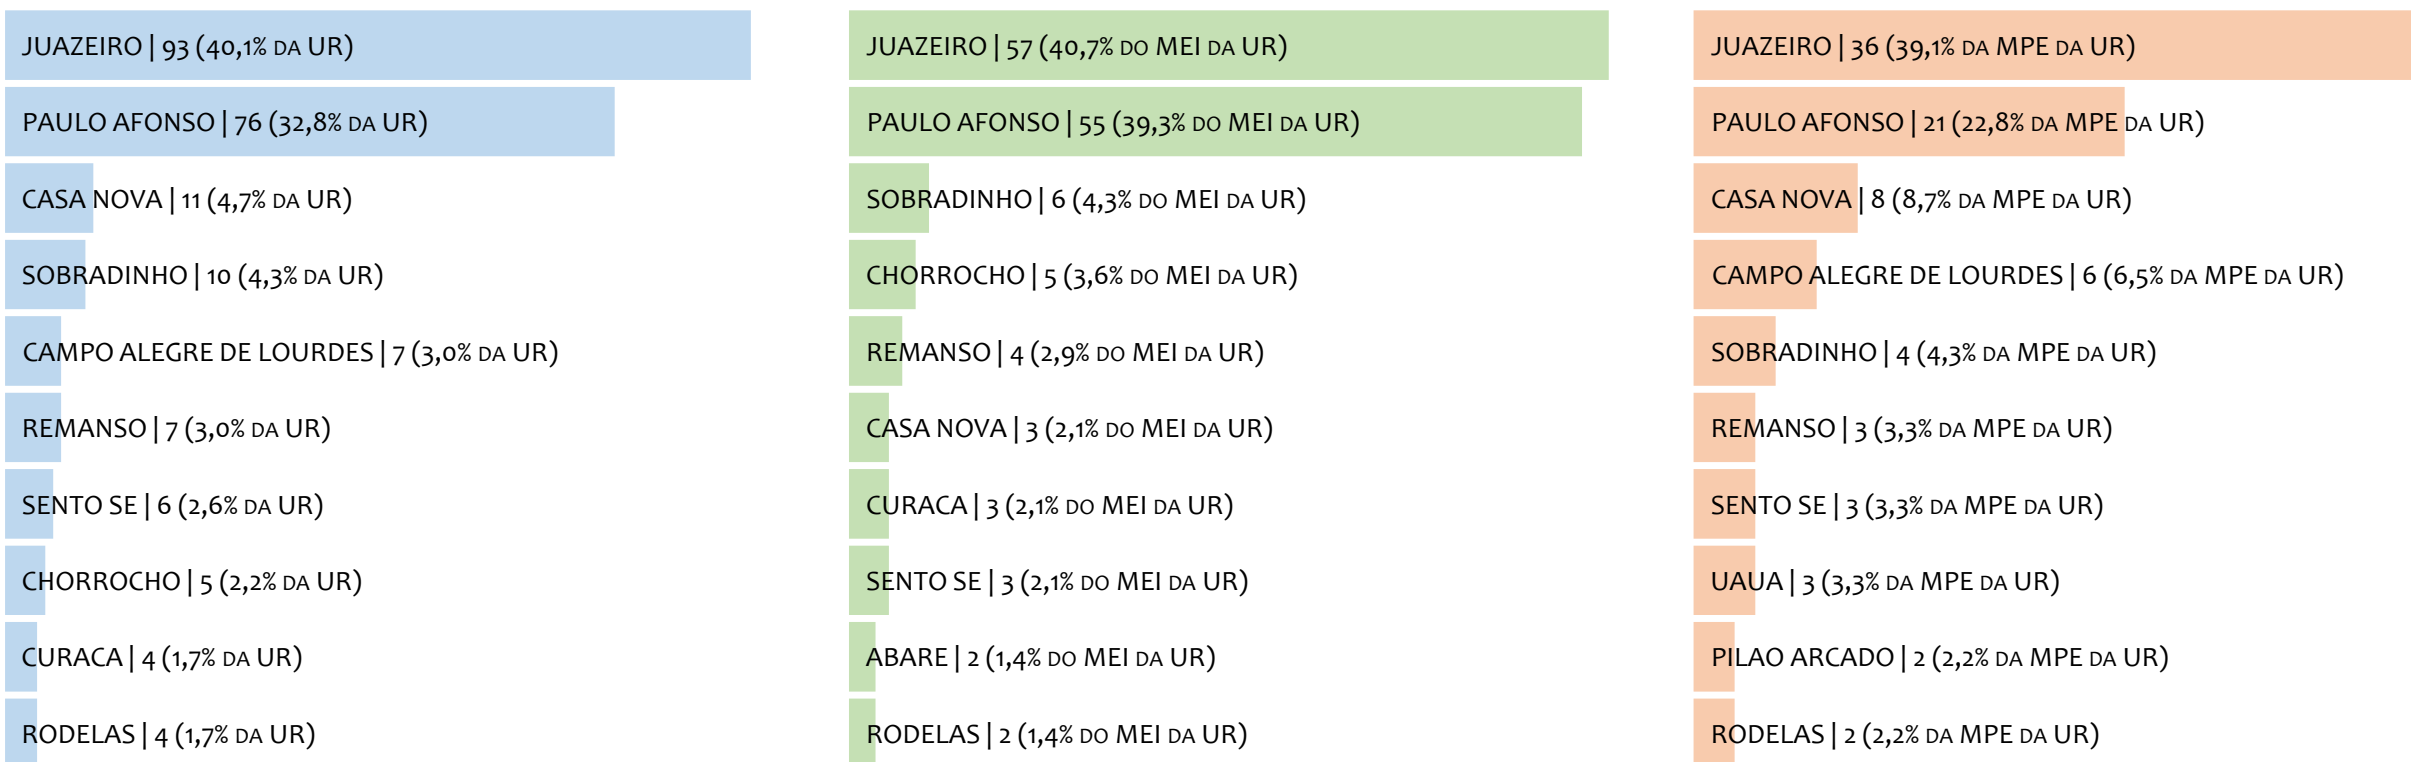 JUAZEIRO | 93 (40,1% DA UR)
PAULO AFONSO | 76 (32,8% DA UR)
CASA NOVA | 11 (4,7% DA UR)
SOBRADINHO | 10 (4,3% DA UR)
CAMPO ALEGRE DE LOURDES | 7 (3,0% DA UR)
REMANSO | 7 (3,0% DA UR)
SENTO SE | 6 (2,6% DA UR)
CHORROCHO | 5 (2,2% DA UR)
CURACA | 4 (1,7% DA UR)
RODELAS | 4 (1,7% DA UR)
JUAZEIRO | 57 (40,7% DO MEI DA UR)
PAULO AFONSO | 55 (39,3% DO MEI DA UR)
SOBRADINHO | 6 (4,3% DO MEI DA UR)
CHORROCHO | 5 (3,6% DO MEI DA UR)
REMANSO | 4 (2,9% DO MEI DA UR)
CASA NOVA | 3 (2,1% DO MEI DA UR)
CURACA | 3 (2,1% DO MEI DA UR)
SENTO SE | 3 (2,1% DO MEI DA UR)
ABARE | 2 (1,4% DO MEI DA UR)
RODELAS | 2 (1,4% DO MEI DA UR)
JUAZEIRO | 36 (39,1% DA MPE DA UR)
PAULO AFONSO | 21 (22,8% DA MPE DA UR)
CASA NOVA | 8 (8,7% DA MPE DA UR)
CAMPO ALEGRE DE LOURDES | 6 (6,5% DA MPE DA UR)
SOBRADINHO | 4 (4,3% DA MPE DA UR)
REMANSO | 3 (3,3% DA MPE DA UR)
SENTO SE | 3 (3,3% DA MPE DA UR)
UAUA | 3 (3,3% DA MPE DA UR)
PILAO ARCADO | 2 (2,2% DA MPE DA UR)
RODELAS | 2 (2,2% DA MPE DA UR)